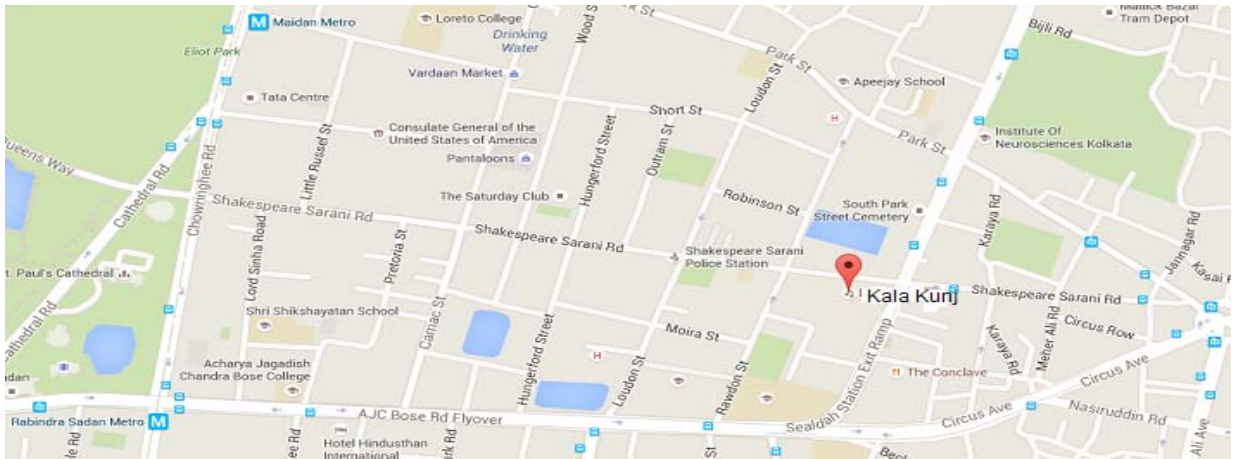 Maidan Metro
Loreto College
Wood St
Park St
Mallick Bazar
Tram Depot
Bijli Rd
Eliot Park
Drinking
Water
Vardaan Market
Park St
Loudon St
Apeejay School
Tata Centre
Short St
Little Russel St
Consulate General of the
United States of America
Hungerford Street
Outram St
Park St
Institute Of
Neurosciences Kolkata
Pantaloons
Queens Way
Cathedral Rd
Chowringhee Rd
The Saturday Club
Robinson St
South Park
Street Cemetery
Karaya Rd
Jannagar Rd
Shakespeare Sarani Rd
Lord Sinha Road
Pretoria St
Shakespeare Sarani Rd
Shakespeare Sarani
Police Station
Kasai
St. Paul's Cathedral
Kala Kunj
Shakespeare Sarani Rd
Shri Shikshayatan School
Camac St
Hungerford Street
Moira St
Circus Row
Cathedral Rd
Karaya Rd
Meher Ali Rd
Acharya Jagadish
Chandra Bose College
Loudon St
Rawdon St
Sealdah Station Exit Ramp
The Conclave
Circus Ave
Rabindra Sadan Metro
AJC Bose Rd Flyover
Circus Ave
Nasiruddin Rd
Ali Ave
Hotel Hindusthan
International